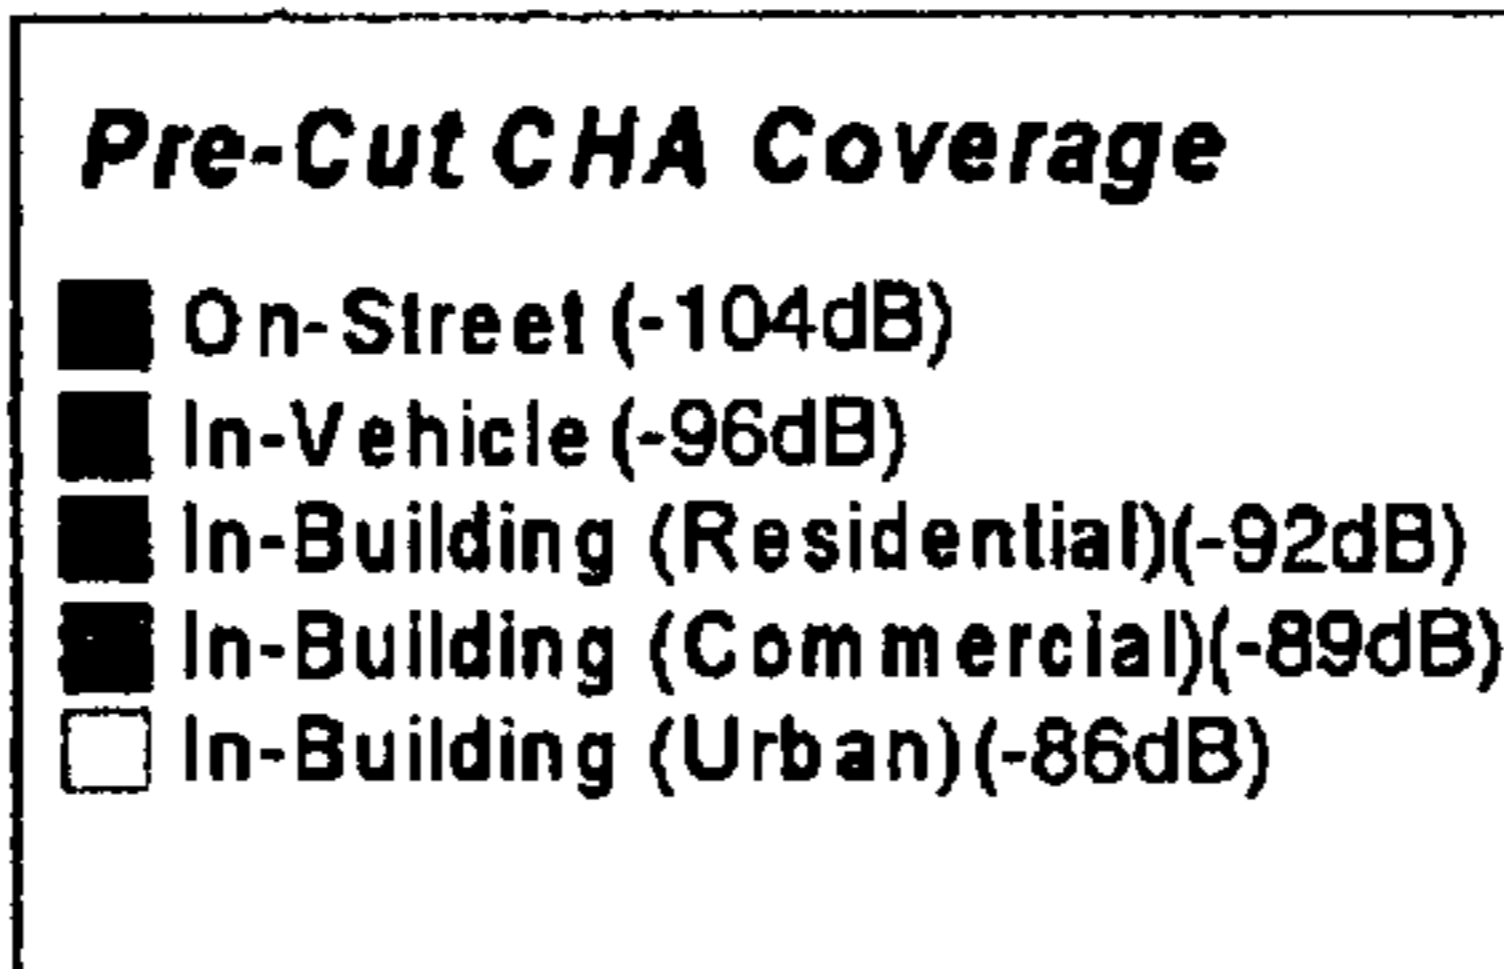 Pre-Cut CHA Coverage
On-Street (-104dB)
In-Vehicle (-96dB)
In-Building (Residential)(-92dB)
In-Building (Commercial)(-89dB)
In-Building (Urban)(-86dB)